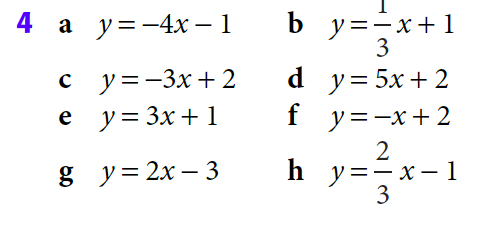 4 a y = −4x − 1 b y = 1/3 x + 1
c y = −3x + 2 d y = 5x + 2
e y = 3x + 1 f y = −x + 2
g y = 2x − 3 h y = 2/3 x − 1